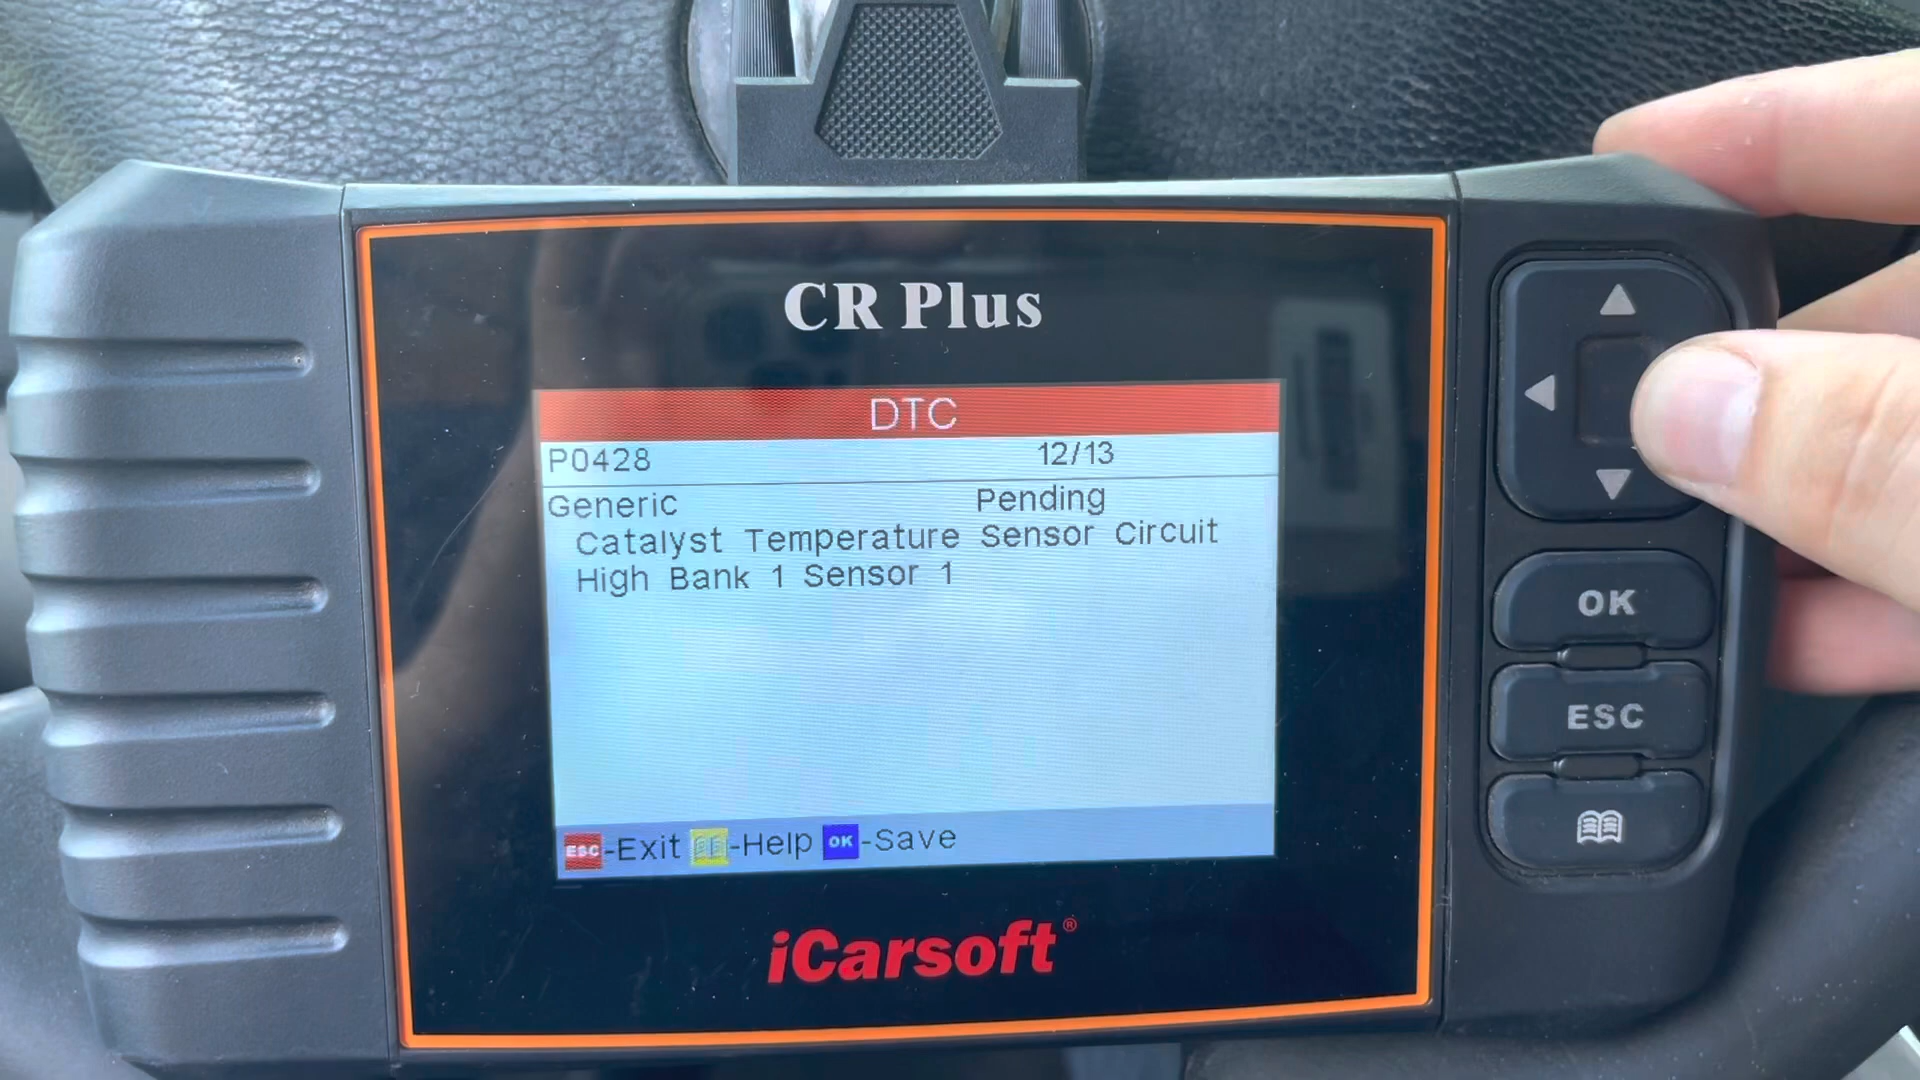 CR Plus
DTC
P0428 12/13
Generic Pending
Catalyst Temperature Sensor Circuit
High Bank 1 Sensor 1
ESC-Exit -Help OK-Save
iCarsoft®
OK
ESC